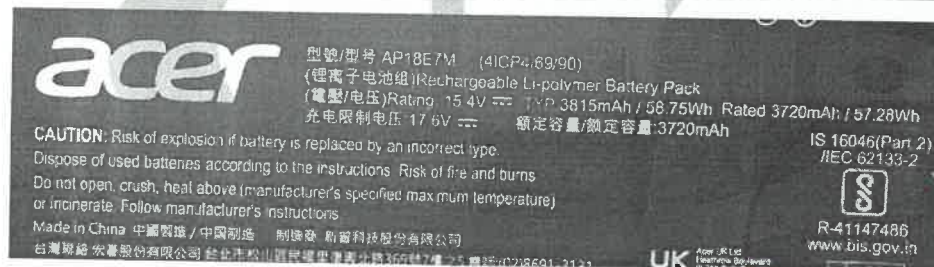 acer
型號/型号 AP18E7M (4ICP4/69/90)
(锂离子电池组)Rechargeable Li-polymer Battery Pack
(電壓/电压)Rating: 15.4V ⎓ TYP 3815mAh / 58.75Wh Rated 3720mAh / 57.28Wh
充电限制电压 17.6V ⎓ 額定容量/额定容量:3720mAh
CAUTION: Risk of explosion if battery is replaced by an incorrect type.
Dispose of used batteries according to the instructions. Risk of fire and burns
Do not open, crush, heat above (manufacturer's specified maximum temperature)
or incinerate. Follow manufacturer's instructions
Made in China 中國製造 / 中国制造 制造商 新普科技股份有限公司
台灣聯絡 宏碁股份有限公司
IS 16046(Part 2)
/IEC 62133-2
R-41147486
www.bis.gov.in
UK Acer UK Ltd